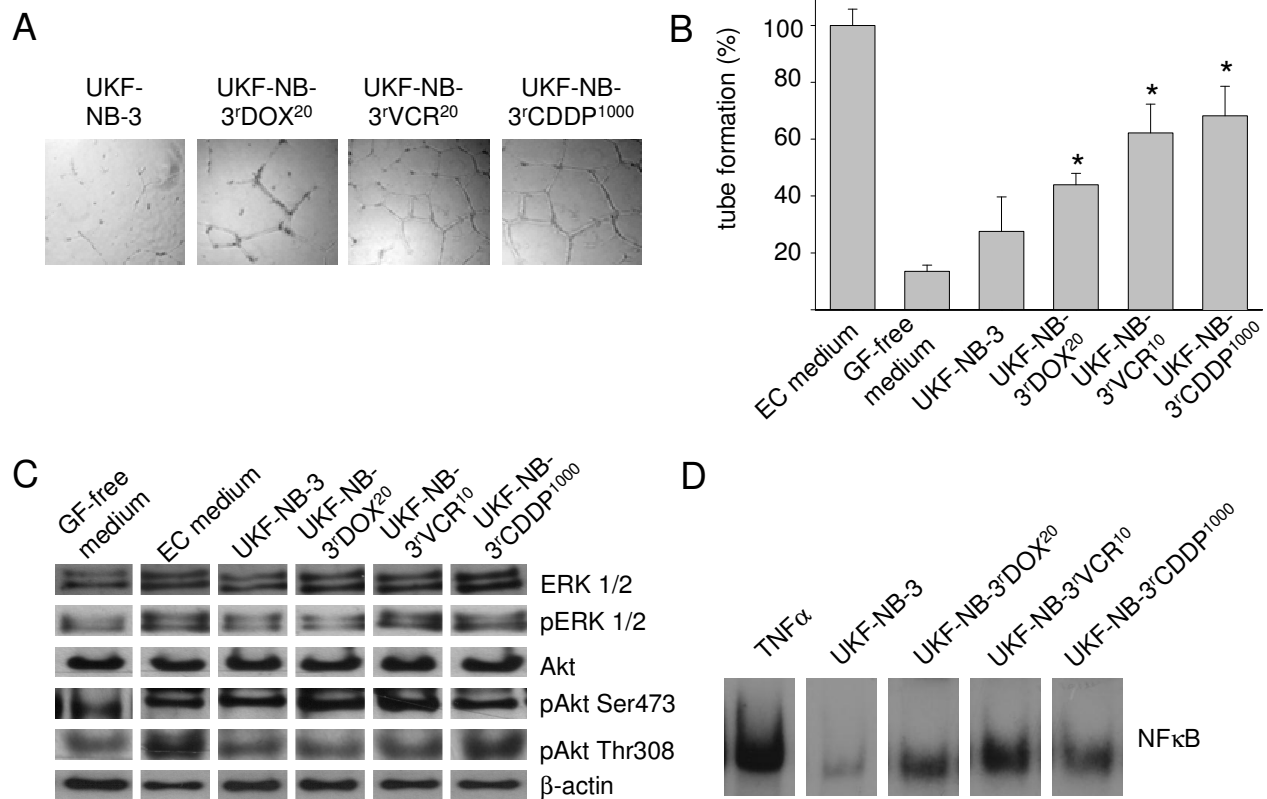 A
UKF-
NB-3
UKF-NB-
3ʳDOX²⁰
UKF-NB-
3ʳVCR²⁰
UKF-NB-
3ʳCDDP¹⁰⁰⁰
B
tube formation (%)
100
80
60
40
20
*
*
*
EC medium
GF-free
medium
UKF-NB-3
UKF-NB-
3ʳDOX²⁰
UKF-NB-
3ʳVCR¹⁰
UKF-NB-
3ʳCDDP¹⁰⁰⁰
C
GF-free
medium
EC medium
UKF-NB-3
UKF-NB-
3ʳDOX²⁰
UKF-NB-
3ʳVCR¹⁰
UKF-NB-
3ʳCDDP¹⁰⁰⁰
ERK 1/2
pERK 1/2
Akt
pAkt Ser473
pAkt Thr308
β-actin
D
TNFα
UKF-NB-3
UKF-NB-3ʳDOX²⁰
UKF-NB-3ʳVCR¹⁰
UKF-NB-3ʳCDDP¹⁰⁰⁰
NFκB